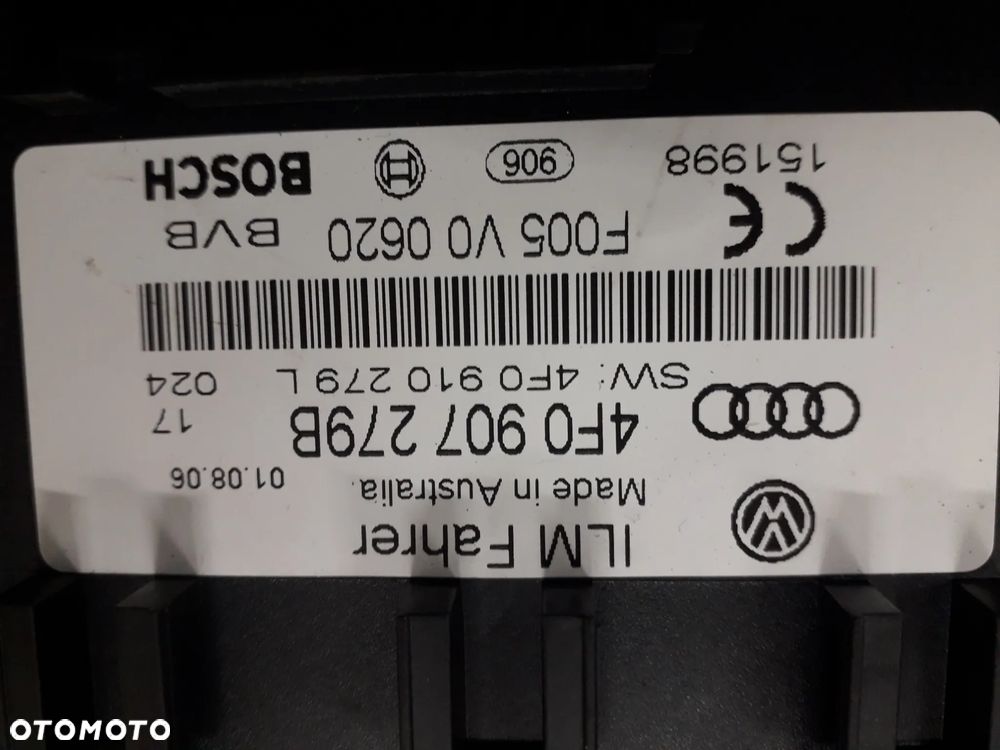 ILM Fahrer
Made in Australia 01.08.06
4F0 907 279B 17
SW: 4F0 910 279 L 024
CE F005 V0 0620 BVB
151998 906 BOSCH
OTOMOTO